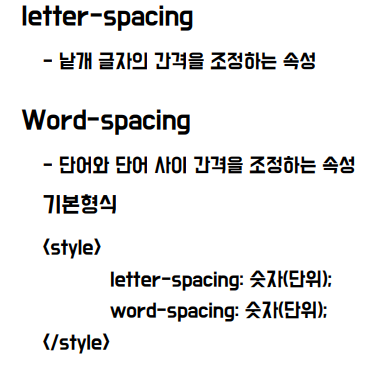 letter-spacing
- 낱개 글자의 간격을 조정하는 속성
Word-spacing
- 단어와 단어 사이 간격을 조정하는 속성
기본형식
<style>
letter-spacing: 숫자(단위);
word-spacing: 숫자(단위);
</style>